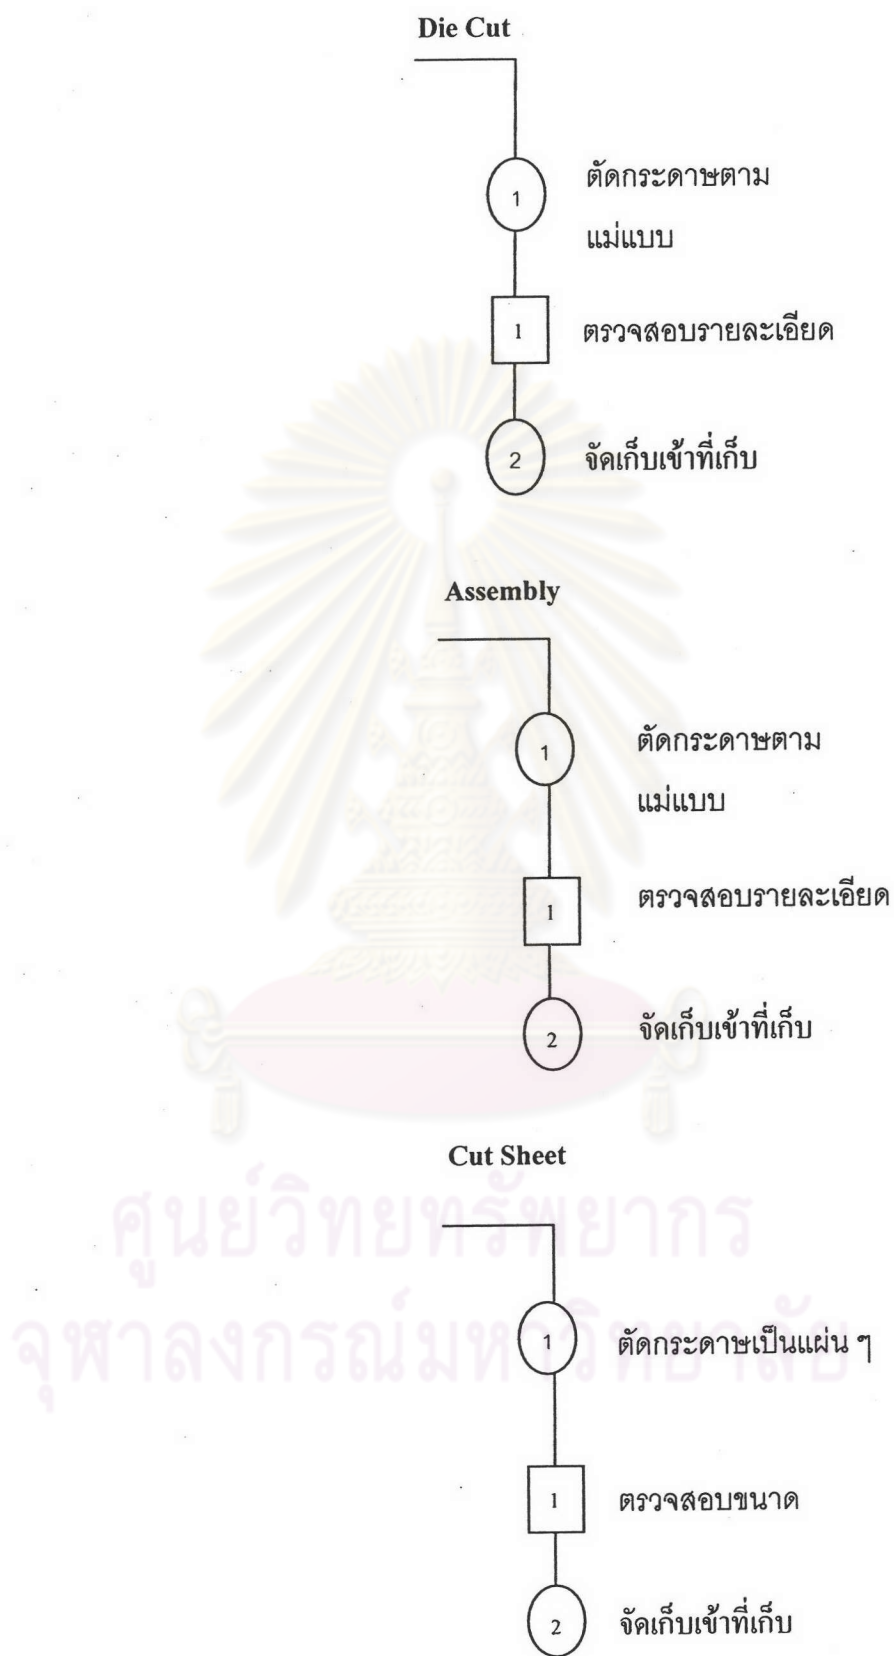 Die Cut
1
ตัดกระดาษตาม
แม่แบบ
1
ตรวจสอบรายละเอียด
2
จัดเก็บเข้าที่เก็บ
Assembly
1
ตัดกระดาษตาม
แม่แบบ
1
ตรวจสอบรายละเอียด
2
จัดเก็บเข้าที่เก็บ
Cut Sheet
ศูนย์วิทยทรัพยากร
จุฬาลงกรณ์มหาวิทยาลัย
1
ตัดกระดาษเป็นแผ่น ๆ
1
ตรวจสอบขนาด
2
จัดเก็บเข้าที่เก็บ